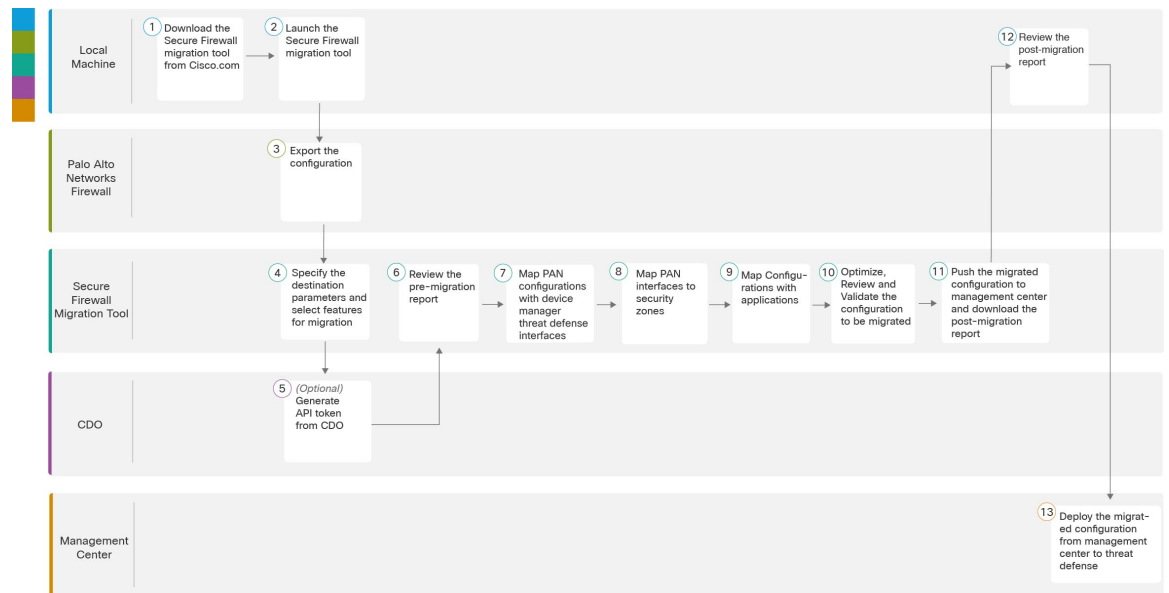 Local
Machine
1
Download the
Secure Firewall
migration tool
from Cisco.com
2
Launch the
Secure Firewall
migration tool
12
Review the
post-migration
report
Palo Alto
Networks
Firewall
3
Export the
configuration
Secure
Firewall
Migration Tool
4
Specify the
destination
parameters and
select features
for migration
6
Review the
pre-migration
report
7
Map PAN
configurations
with device
manager
threat defense
interfaces
8
Map PAN
interfaces to
security
zones
9
Map Configu-
rations with
applications
10
Optimize,
Review and
Validate the
configuration
to be migrated
11
Push the migrated
configuration to
management center
and download the
post-migration
report
CDO
5
(Optional)
Generate
API token
from CDO
Management
Center
13
Deploy the migrat-
ed configuration
from management
center to threat
defense